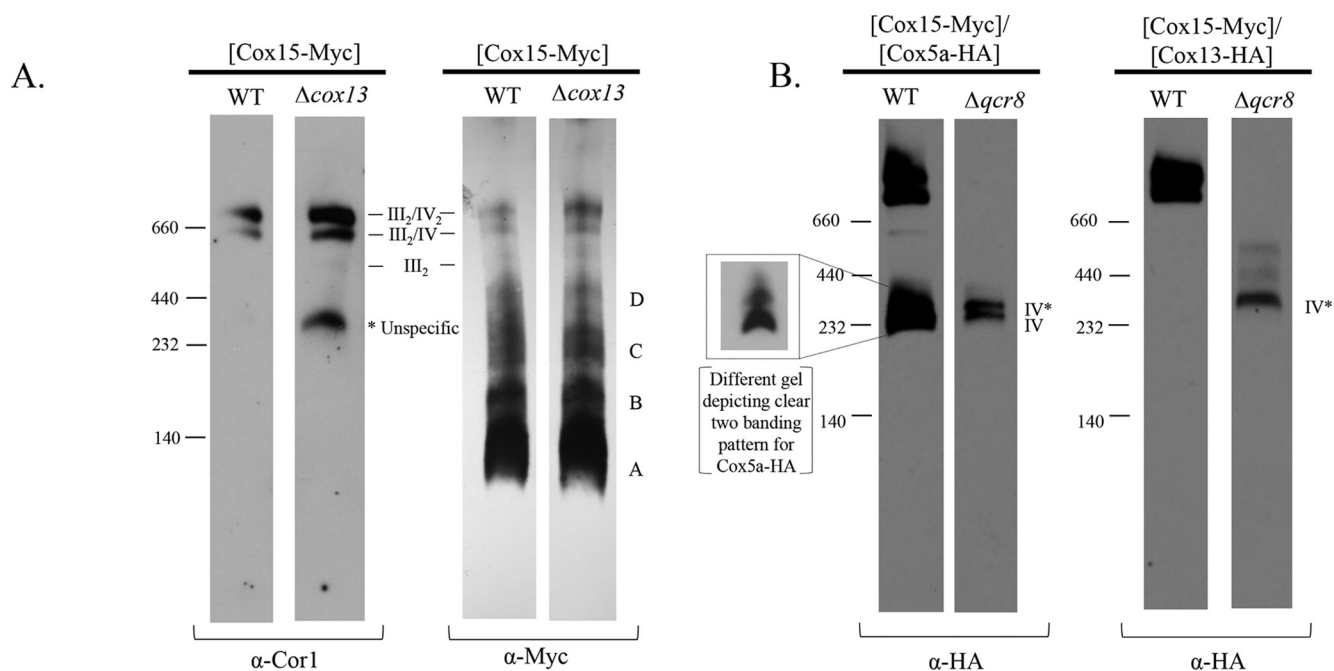 A.
[Cox15-Myc]
WT
Δcox13
660
440
232
140
III2/IV2
III2/IV
III2
* Unspecific
α-Cor1
[Cox15-Myc]
WT
Δcox13
D
C
B
A
α-Myc
B.
[Cox15-Myc]/
[Cox5a-HA]
WT
Δqcr8
660
440
232
140
IV*
IV
Different gel
depicting clear
two banding
pattern for
Cox5a-HA
α-HA
[Cox15-Myc]/
[Cox13-HA]
WT
Δqcr8
660
440
232
140
IV*
α-HA